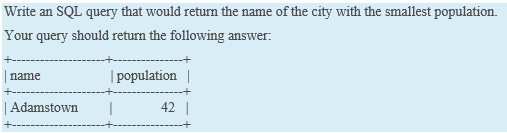 Write an SQL query that would return the name of the city with the smallest population.
Your query should return the following answer:
+--------------------+---------------+
| name | population |
+--------------------+---------------+
| Adamstown | 42 |
+--------------------+---------------+